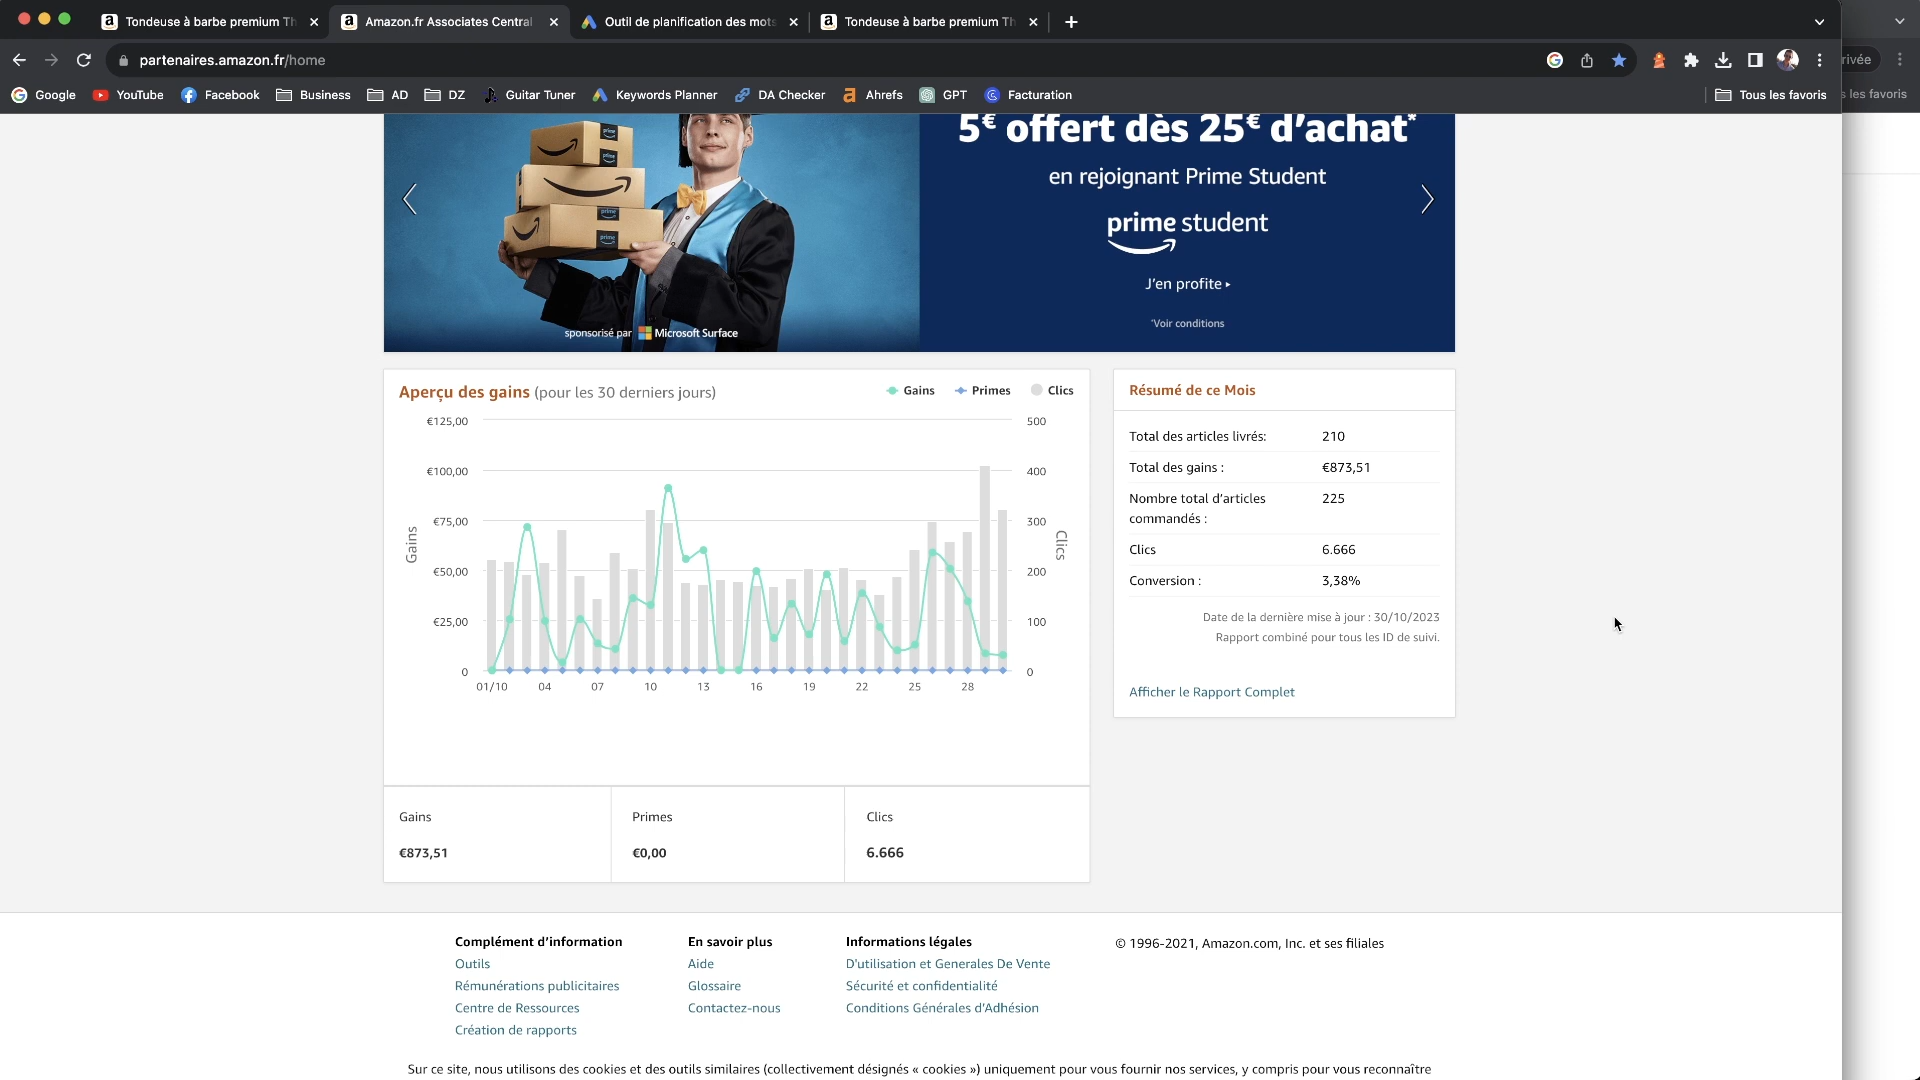 Tondeuse à barbe premium Th
Amazon.fr Associates Central
Outil de planification des mots
Tondeuse à barbe premium Th
partenaires.amazon.fr/home
rivée
Google
YouTube
Facebook
Business
AD
DZ
Guitar Tuner
Keywords Planner
DA Checker
Ahrefs
GPT
Facturation
Tous les favoris
s les favoris
5€ offert dès 25€ d'achat*
en rejoignant Prime Student
prime student
J'en profite ▸
*Voir conditions
prime
prime
prime
prime
sponsorisé par Microsoft Surface
Aperçu des gains (pour les 30 derniers jours)
Gains
Primes
Clics
€125,00
€100,00
€75,00
€50,00
€25,00
0
500
400
300
200
100
0
Gains
Clics
01/10
04
07
10
13
16
19
22
25
28
Résumé de ce Mois
Total des articles livrés: 210
Total des gains : €873,51
Nombre total d'articles 225
commandés :
Clics 6.666
Conversion : 3,38%
Date de la dernière mise à jour : 30/10/2023
Rapport combiné pour tous les ID de suivi.
Afficher le Rapport Complet
Gains
€873,51
Primes
€0,00
Clics
6.666
Complément d'information
Outils
Rémunérations publicitaires
Centre de Ressources
Création de rapports
En savoir plus
Aide
Glossaire
Contactez-nous
Informations légales
D'utilisation et Generales De Vente
Sécurité et confidentialité
Conditions Générales d'Adhésion
© 1996-2021, Amazon.com, Inc. et ses filiales
Sur ce site, nous utilisons des cookies et des outils similaires (collectivement désignés « cookies ») uniquement pour vous fournir nos services, y compris pour vous reconnaître